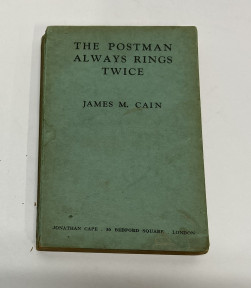 THE POSTMAN
ALWAYS RINGS
TWICE
JAMES M. CAIN
JONATHAN CAPE . 30 BEDFORD SQUARE . LONDON